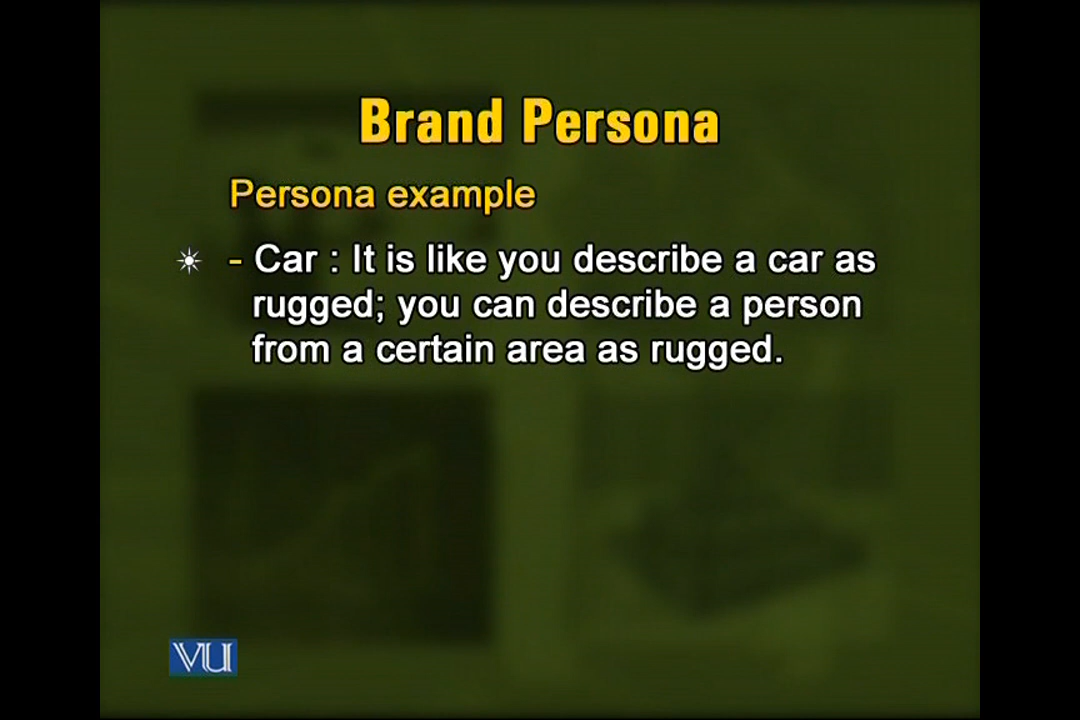 Brand Persona
Persona example
- Car : It is like you describe a car as
rugged; you can describe a person
from a certain area as rugged.
VU